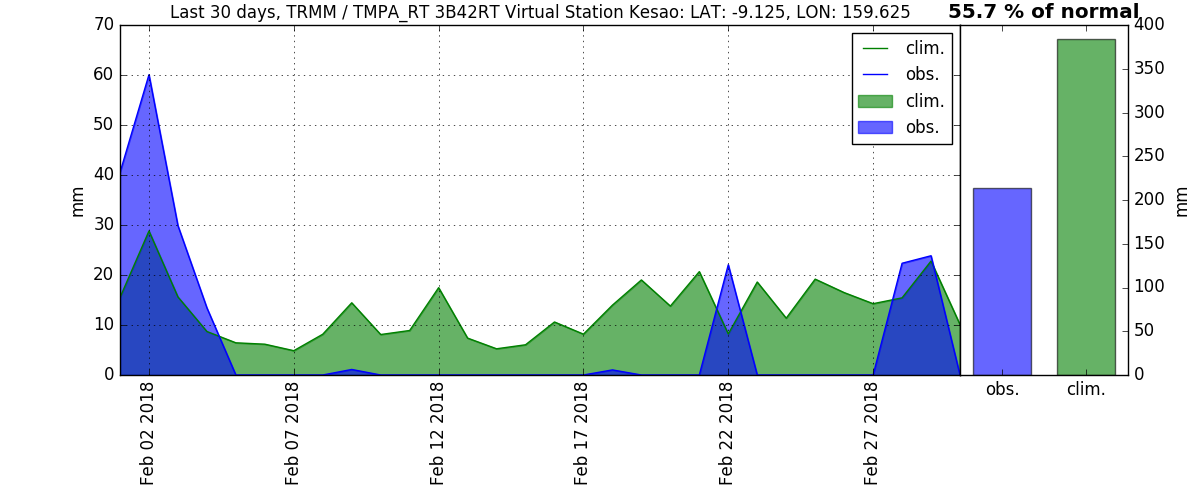 Last 30 days, TRMM / TMPA_RT 3B42RT Virtual Station Kesao: LAT: -9.125, LON: 159.625
55.7 % of normal
70
60
50
40
30
20
10
0
mm
clim.
obs.
clim.
obs.
Feb 02 2018
Feb 07 2018
Feb 12 2018
Feb 17 2018
Feb 22 2018
Feb 27 2018
400
350
300
250
200
150
100
50
0
mm
obs.
clim.